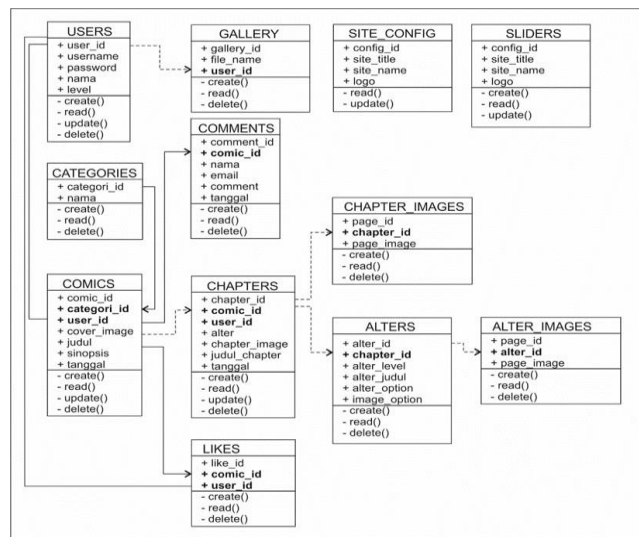 USERS
+ user_id
+ username
+ password
+ nama
+ level
- create()
- read()
- update()
- delete()
GALLERY
+ gallery_id
+ file_name
+ user_id
- create()
- read()
- delete()
SITE_CONFIG
+ config_id
+ site_title
+ site_name
+ logo
- read()
- update()
SLIDERS
+ config_id
+ site_title
+ site_name
+ logo
- create()
- read()
- delete()
COMMENTS
+ comment_id
+ comic_id
+ nama
+ email
+ comment
+ tanggal
- create()
- read()
- delete()
CATEGORIES
+ categori_id
+ nama
- create()
- read()
- delete()
CHAPTER_IMAGES
+ page_id
+ chapter_id
+ page_image
- create()
- read()
- delete()
COMICS
+ comic_id
+ categori_id
+ user_id
+ cover_image
+ judul
+ sinopsis
+ tanggal
- create()
- read()
- update()
- delete()
CHAPTERS
+ chapter_id
+ comic_id
+ user_id
+ alter
+ chapter_image
+ judul_chapter
+ tanggal
- create()
- read()
- update()
- delete()
ALTERS
+ alter_id
+ chapter_id
+ alter_level
+ alter_judul
+ alter_option
+ image_option
- create()
- read()
- delete()
ALTER_IMAGES
+ page_id
+ alter_id
+ page_image
- create()
- read()
- delete()
LIKES
+ like_id
+ comic_id
+ user_id
- create()
- read()
- delete()